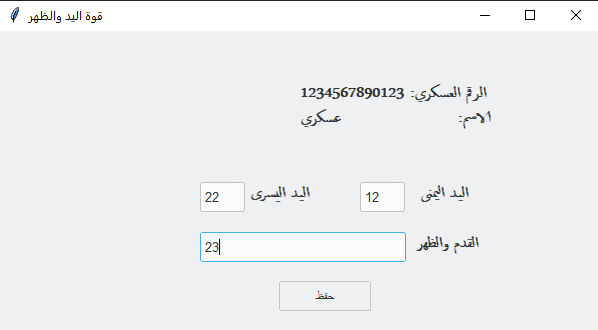 قوة اليد والظهر
الرقم العسكري: 1234567890123
الاسم: عسكري
اليد اليمنى 12 اليد اليسرى 22
القدم والظهر 23
حفظ